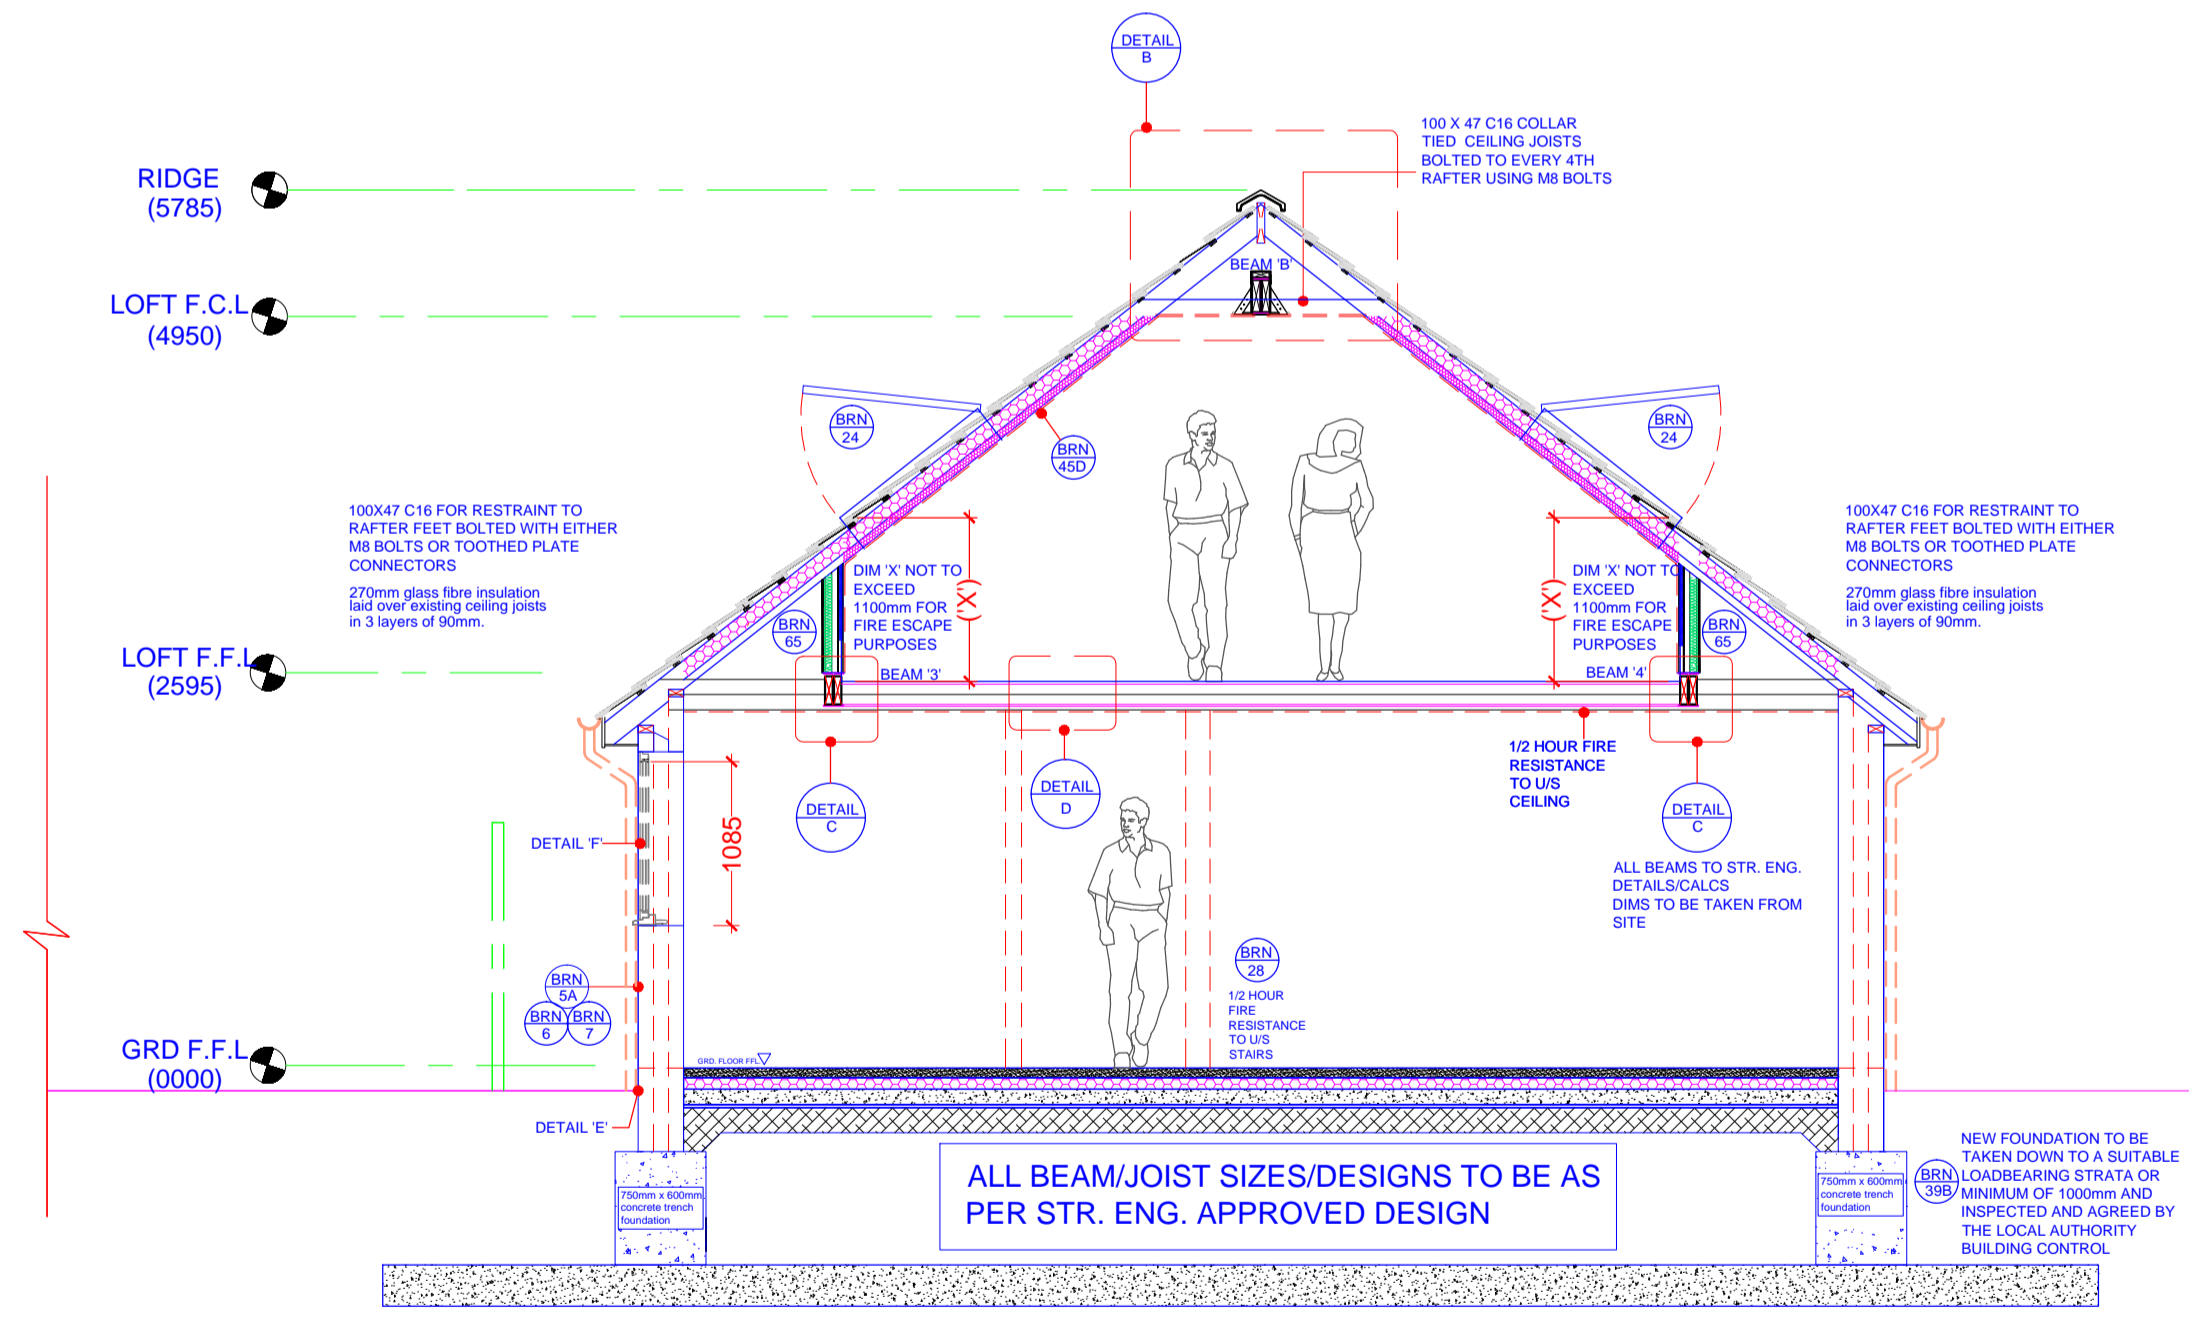 DETAIL
B
100 X 47 C16 COLLAR
TIED CEILING JOISTS
BOLTED TO EVERY 4TH
RAFTER USING M8 BOLTS
RIDGE
(5785)
BEAM 'B'
LOFT F.C.L
(4950)
BRN
24
BRN
45D
BRN
24
100X47 C16 FOR RESTRAINT TO
RAFTER FEET BOLTED WITH EITHER
M8 BOLTS OR TOOTHED PLATE
CONNECTORS
270mm glass fibre insulation
laid over existing ceiling joists
in 3 layers of 90mm.
DIM 'X' NOT TO
EXCEED
1100mm FOR
FIRE ESCAPE
PURPOSES
(X)
(X)
DIM 'X' NOT TO
EXCEED
1100mm FOR
FIRE ESCAPE
PURPOSES
100X47 C16 FOR RESTRAINT TO
RAFTER FEET BOLTED WITH EITHER
M8 BOLTS OR TOOTHED PLATE
CONNECTORS
270mm glass fibre insulation
laid over existing ceiling joists
in 3 layers of 90mm.
BRN
65
BRN
65
LOFT F.F.L
(2595)
BEAM '3'
BEAM '4'
1/2 HOUR FIRE
RESISTANCE
TO U/S
CEILING
DETAIL
C
DETAIL
D
DETAIL
C
1085
DETAIL 'F'
ALL BEAMS TO STR. ENG.
DETAILS/CALCS
DIMS TO BE TAKEN FROM
SITE
BRN
28
1/2 HOUR
FIRE
RESISTANCE
TO U/S
STAIRS
BRN
5A
BRN
6
BRN
7
GRD F.F.L
(0000)
GRD. FLOOR FFL
DETAIL 'E'
ALL BEAM/JOIST SIZES/DESIGNS TO BE AS
PER STR. ENG. APPROVED DESIGN
750mm x 600mm
concrete trench
foundation
750mm x 600mm
concrete trench
foundation
BRN
39B
NEW FOUNDATION TO BE
TAKEN DOWN TO A SUITABLE
LOADBEARING STRATA OR
MINIMUM OF 1000mm AND
INSPECTED AND AGREED BY
THE LOCAL AUTHORITY
BUILDING CONTROL